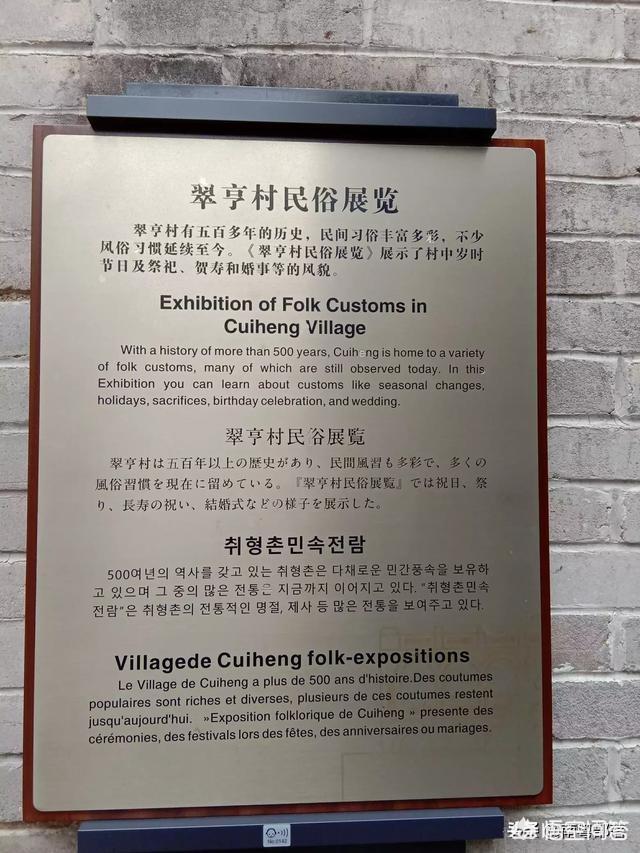 翠亨村民俗展览
翠亨村有五百多年的历史，民间习俗丰富多彩，不少
风俗习惯延续至今。《翠亨村民俗展览》展示了村中岁时
节日及祭祀、贺寿和婚事等的风貌。
Exhibition of Folk Customs in
Cuiheng Village
With a history of more than 500 years, Cuiheng is home to a variety
of folk customs, many of which are still observed today. In this
Exhibition you can learn about customs like seasonal changes,
holidays, sacrifices, birthday celebration, and wedding.
翠亨村民俗展覧
翠亨村は五百年以上の歴史があり、民間風習も多彩で、多くの
風俗習慣を現在に留めている。『翠亨村民俗展覧』では祝日、祭
り、長寿の祝い、結婚式などの様子を展示した。
취형촌민속전람
500여년의 역사를 갖고 있는 취형촌은 다채로운 민간풍속을 보유하
고 있으며 그 중의 많은 전통은 지금까지 이어지고 있다. "취형촌민속
전람"은 취형촌의 전통적인 명절, 제사 등 많은 전통을 보여주고 있다.
Villagede Cuiheng folk-expositions
Le Village de Cuiheng a plus de 500 ans d'histoire.Des coutumes
populaires sont riches et diverses, plusieurs de ces coutumes restent
jusqu'aujourd'hui. »Exposition folklorique de Cuiheng » presente des
cérémonies, des festivals lors des fêtes, des anniversaires ou mariages.
No.0142
悟空问答